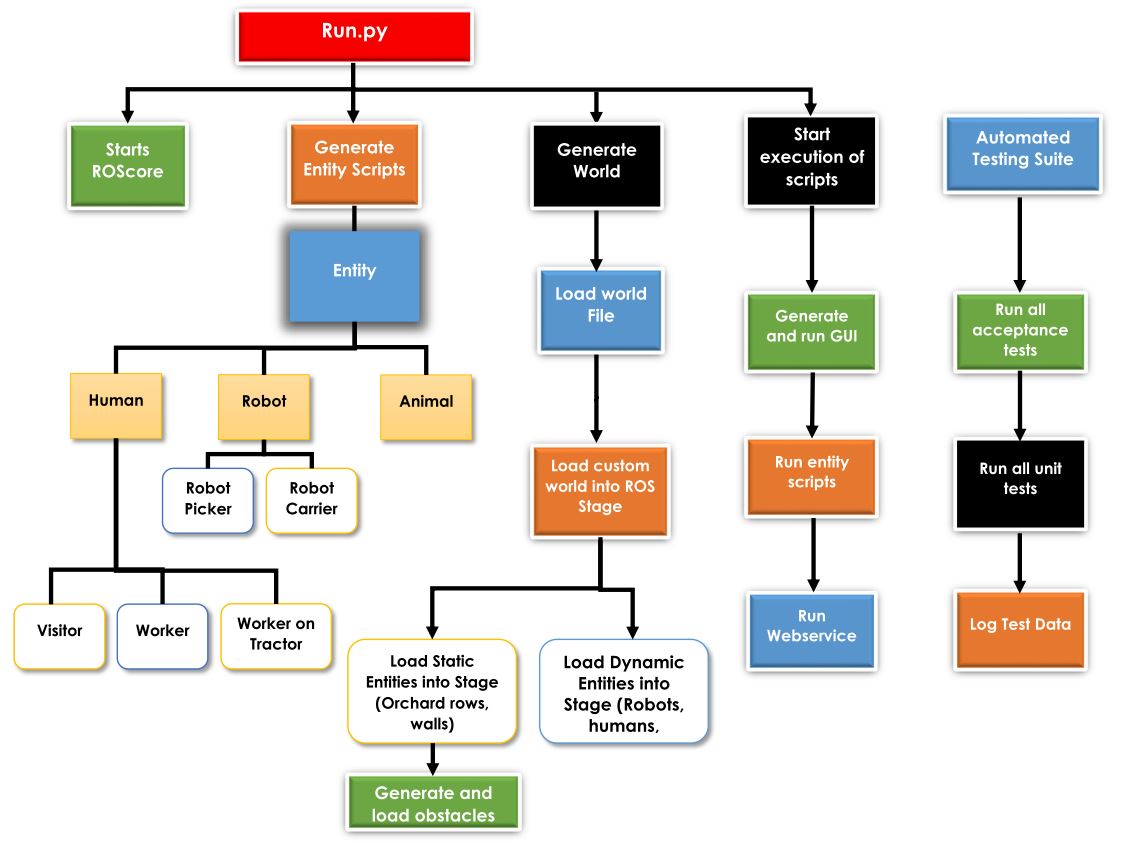 Run.py
Starts
ROScore
Generate
Entity Scripts
Generate
World
Start
execution of
scripts
Automated
Testing Suite
Entity
Load world
File
Generate
and run GUI
Run all
acceptance
tests
Human
Robot
Animal
Robot
Picker
Robot
Carrier
Load custom
world into ROS
Stage
Run entity
scripts
Run all unit
tests
Visitor
Worker
Worker on
Tractor
Load Static
Entities into Stage
(Orchard rows,
walls)
Load Dynamic
Entities into
Stage (Robots,
humans,
Run
Webservice
Log Test Data
Generate and
load obstacles